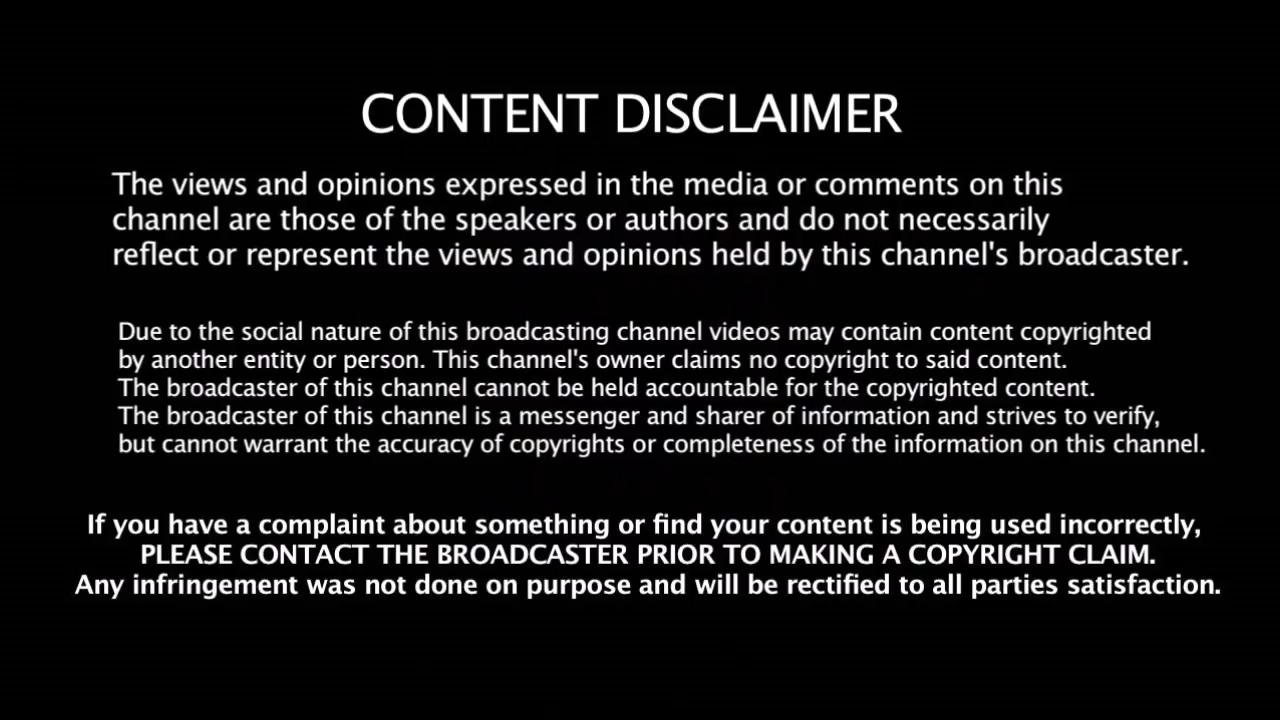 CONTENT DISCLAIMER
The views and opinions expressed in the media or comments on this
channel are those of the speakers or authors and do not necessarily
reflect or represent the views and opinions held by this channel's broadcaster.
Due to the social nature of this broadcasting channel videos may contain content copyrighted
by another entity or person. This channel's owner claims no copyright to said content.
The broadcaster of this channel cannot be held accountable for the copyrighted content.
The broadcaster of this channel is a messenger and sharer of information and strives to verify,
but cannot warrant the accuracy of copyrights or completeness of the information on this channel.
If you have a complaint about something or find your content is being used incorrectly,
PLEASE CONTACT THE BROADCASTER PRIOR TO MAKING A COPYRIGHT CLAIM.
Any infringement was not done on purpose and will be rectified to all parties satisfaction.